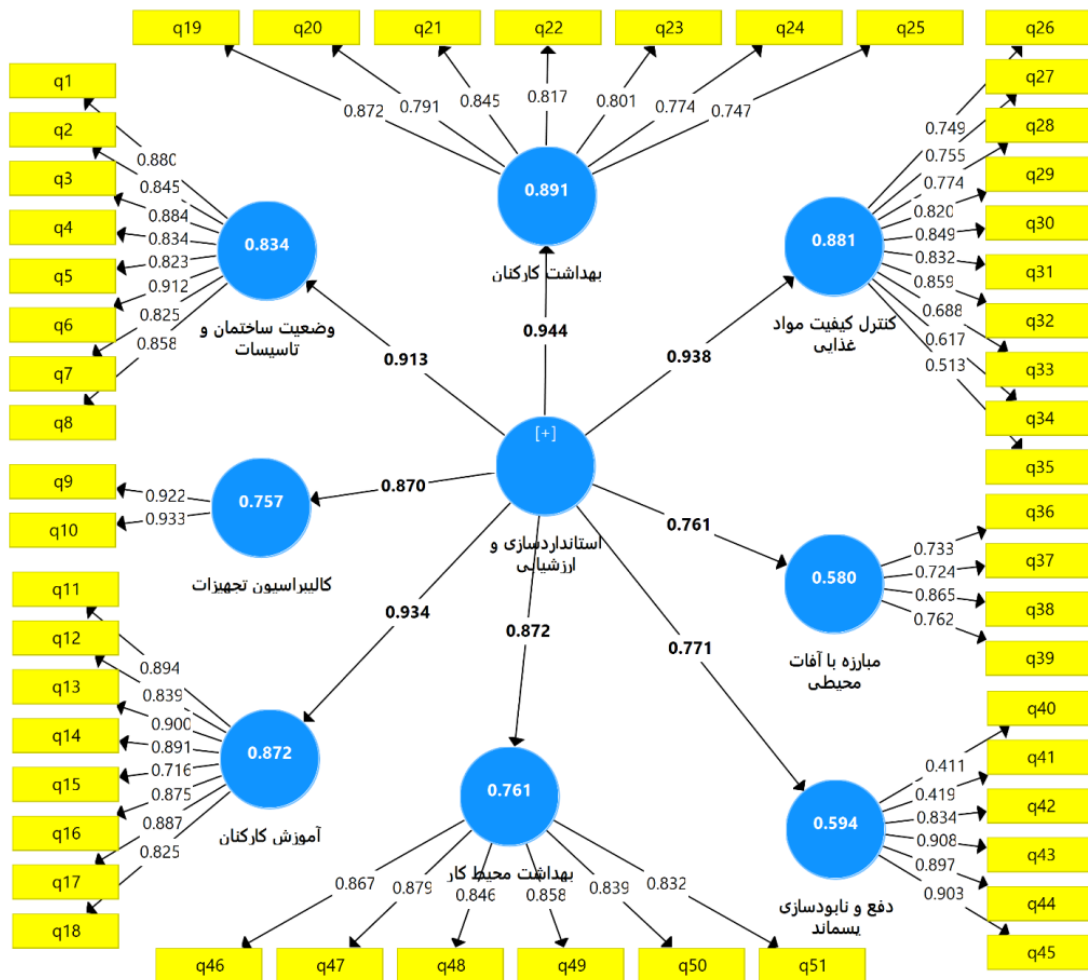 q19
q20
q21
q22
q23
q24
q25
q26
q1
q2
q3
q4
q5
q6
q7
q8
q27
q28
q29
q30
q31
q32
q33
q34
q35
0.872
0.791
0.845
0.817
0.801
0.774
0.747
0.880
0.845
0.884
0.834
0.823
0.912
0.825
0.858
0.749
0.755
0.774
0.820
0.849
0.832
0.859
0.688
0.617
0.513
0.834
وضعیت ساختمان و
تاسیسات
0.891
بهداشت کارکنان
0.881
کنترل کیفیت مواد
غذایی
0.913
0.944
0.938
[+]
استانداردسازی و
ارزشیابی
q9
q10
0.922
0.933
0.757
کالیبراسیون تجهیزات
0.870
0.761
0.580
مبارزه با آفات
محیطی
0.733
0.724
0.865
0.762
q36
q37
q38
q39
q11
q12
q13
q14
q15
q16
q17
q18
0.894
0.839
0.900
0.891
0.716
0.875
0.887
0.825
0.872
آموزش کارکنان
0.934
0.872
0.771
0.761
بهداشت محیط کار
0.594
دفع و نابودسازی
پسماند
0.411
0.419
0.834
0.908
0.897
0.903
q40
q41
q42
q43
q44
q45
0.867
0.879
0.846
0.858
0.839
0.832
q46
q47
q48
q49
q50
q51